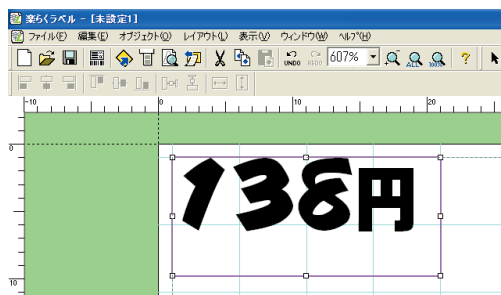 楽らくラベル - [未設定1]
ファイル(F) 編集(E) オブジェクト(O) レイアウト(L) 表示(V) ウィンドウ(W) ヘルプ(H)
UNDO REDO 607% ALL 100% ?
-10 0 10 20
0
138円
10